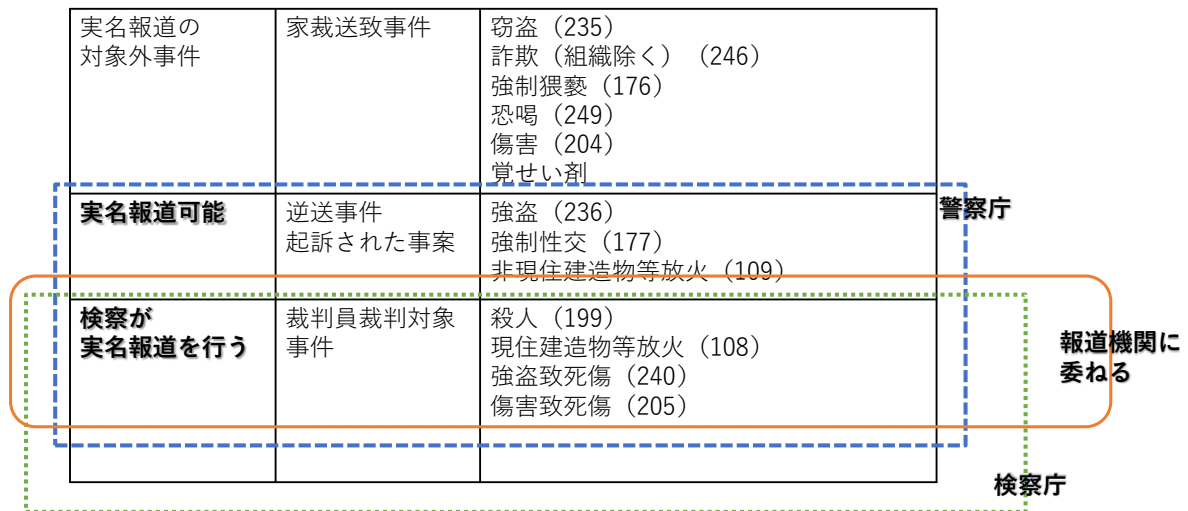 実名報道の
対象外事件
家裁送致事件
窃盗（235）
詐欺（組織除く）（246）
強制猥褻（176）
恐喝（249）
傷害（204）
覚せい剤
実名報道可能
逆送事件
起訴された事案
強盗（236）
強制性交（177）
非現住建造物等放火（109）
警察庁
検察が
実名報道を行う
裁判員裁判対象
事件
殺人（199）
現住建造物等放火（108）
強盗致死傷（240）
傷害致死傷（205）
報道機関に
委ねる
検察庁